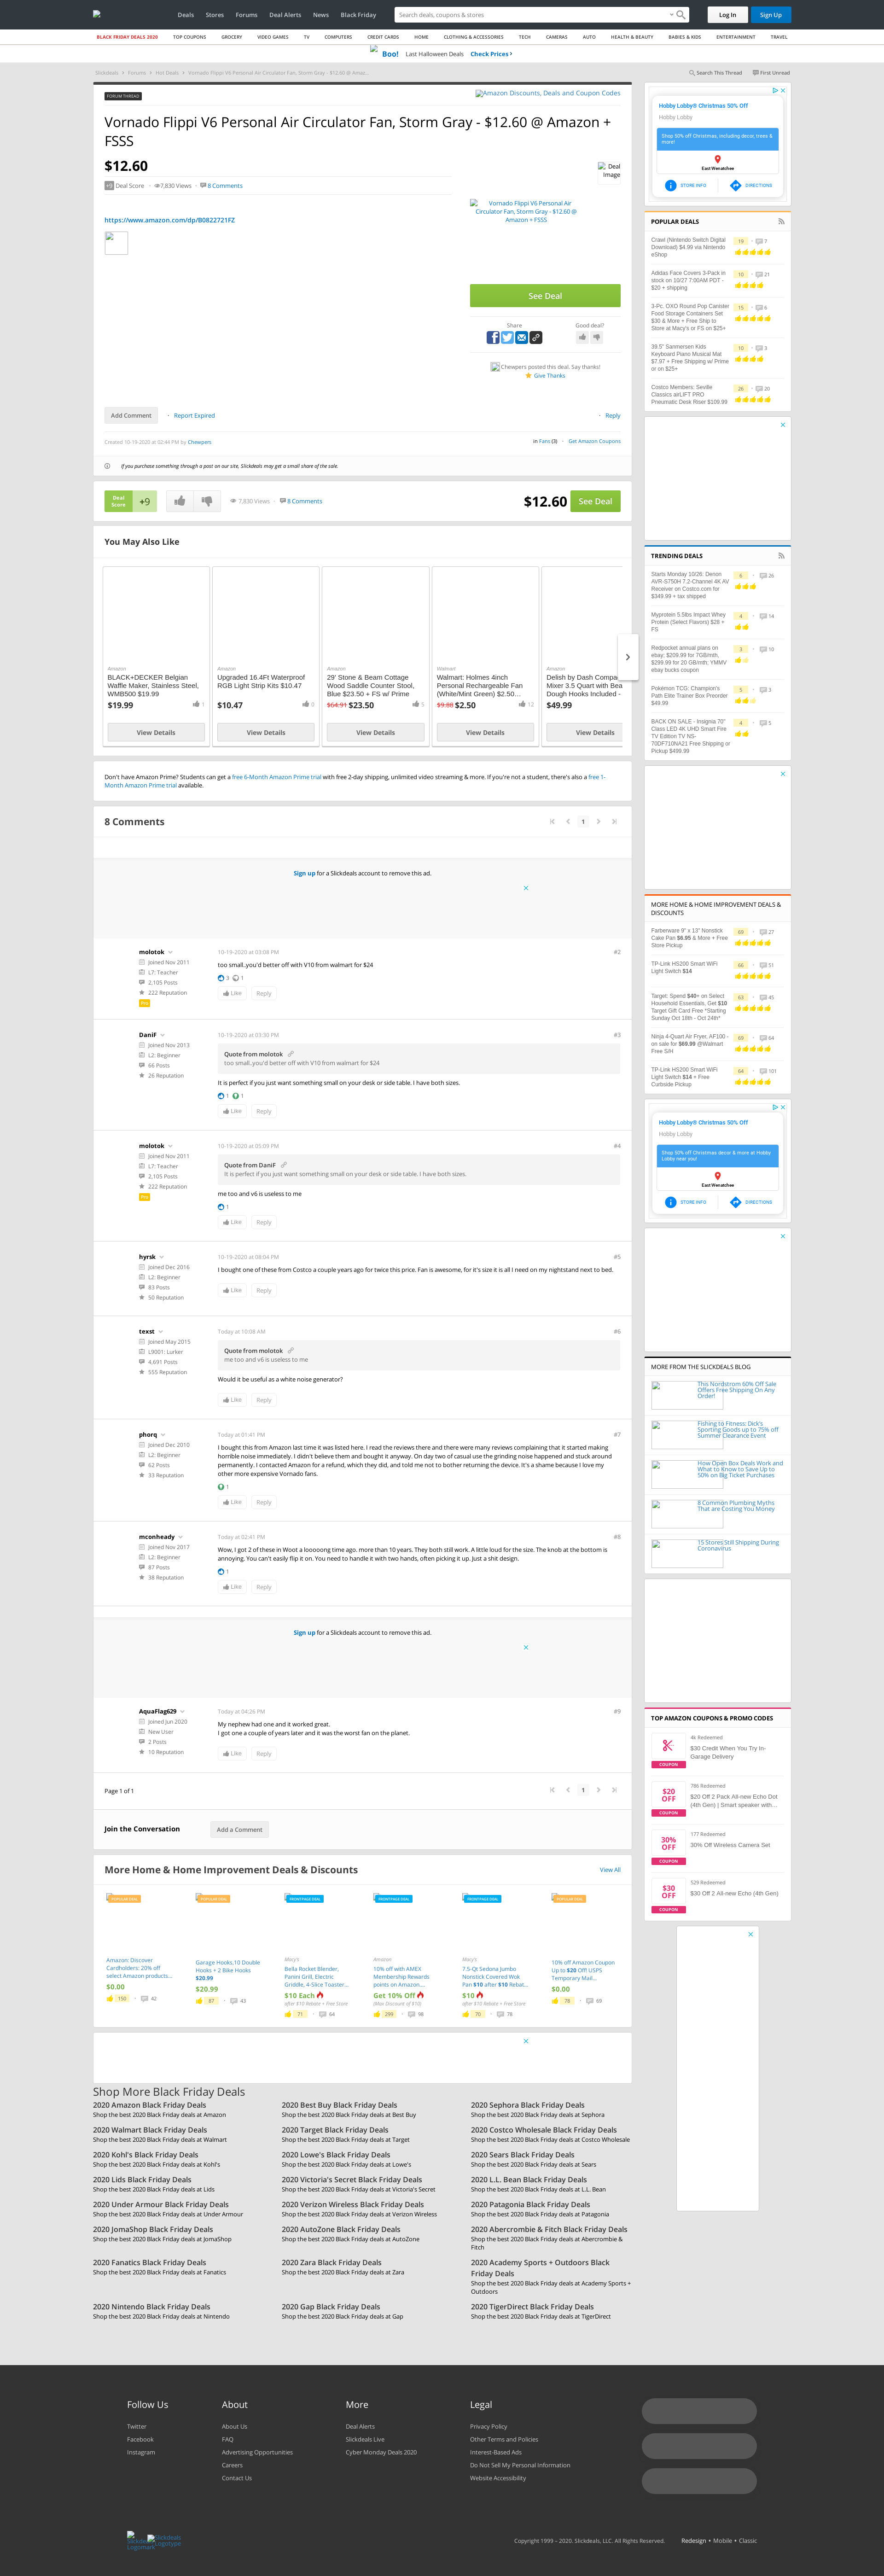 Deals Stores Forums Deal Alerts News Black Friday
Search deals, coupons & stores
Log In Sign Up
BLACK FRIDAY DEALS 2020 TOP COUPONS GROCERY VIDEO GAMES TV COMPUTERS CREDIT CARDS HOME CLOTHING & ACCESSORIES TECH CAMERAS AUTO HEALTH & BEAUTY BABIES & KIDS ENTERTAINMENT TRAVEL
Boo! Last Halloween Deals Check Prices
Slickdeals Forums Hot Deals Vornado Flippi V6 Personal Air Circulator Fan, Storm Gray - $12.60 @ Amaz...
Search This Thread First Unread
FORUM THREAD
Amazon Discounts, Deals and Coupon Codes
Vornado Flippi V6 Personal Air Circulator Fan, Storm Gray - $12.60 @ Amazon +
FSSS
$12.60
+9 Deal Score 7,830 Views 8 Comments
Deal
Image
https://www.amazon.com/dp/B0822721FZ
Vornado Flippi V6 Personal Air
Circulator Fan, Storm Gray - $12.60 @
Amazon + FSSS
See Deal
Share Good deal?
Chewpers posted this deal. Say thanks!
Give Thanks
Add Comment Report Expired Reply
Created 10-19-2020 at 02:44 PM by Chewpers
in Fans (3) Get Amazon Coupons
If you purchase something through a post on our site, Slickdeals may get a small share of the sale.
Deal
Score
+9
7,830 Views 8 Comments
$12.60 See Deal
You May Also Like
Amazon
BLACK+DECKER Belgian
Waffle Maker, Stainless Steel,
WMB500 $19.99
$19.99 1
View Details
Amazon
Upgraded 16.4Fl Waterproof
RGB Light Strip Kits $10.47
$10.47 0
View Details
Amazon
29' Stone & Beam Cottage
Wood Saddle Counter Stool,
Blue $23.50 + FS w/ Prime
$64.91 $23.50 5
View Details
Walmart
Walmart: Holmes 4inch
Personal Rechargeable Fan
(White/Mint Green) $2.50…
$9.88 $2.50 12
View Details
Amazon
Delish by Dash Compa
Mixer 3.5 Quart with Bea
Dough Hooks Included -
$49.99
View Details
Don't have Amazon Prime? Students can get a free 6-Month Amazon Prime trial with free 2-day shipping, unlimited video streaming & more. If you're not a student, there's also a free 1-
Month Amazon Prime trial available.
8 Comments
1
Sign up for a Slickdeals account to remove this ad.
molotok
Joined Nov 2011
L7: Teacher
2,105 Posts
222 Reputation
Pro
10-19-2020 at 03:08 PM #2
too small..you'd better off with V10 from walmart for $24
3 1
Like Reply
DaniF
Joined Nov 2013
L2: Beginner
66 Posts
26 Reputation
10-19-2020 at 03:30 PM #3
Quote from molotok
too small..you'd better off with V10 from walmart for $24
It is perfect if you just want something small on your desk or side table. I have both sizes.
1 1
Like Reply
molotok
Joined Nov 2011
L7: Teacher
2,105 Posts
222 Reputation
Pro
10-19-2020 at 05:09 PM #4
Quote from DaniF
It is perfect if you just want something small on your desk or side table. I have both sizes.
me too and v6 is useless to me
1
Like Reply
hyrsk
Joined Dec 2016
L2: Beginner
83 Posts
50 Reputation
10-19-2020 at 08:04 PM #5
I bought one of these from Costco a couple years ago for twice this price. Fan is awesome, for it's size it is all I need on my nightstand next to bed.
Like Reply
texst
Joined May 2015
L9001: Lurker
4,691 Posts
555 Reputation
Today at 10:08 AM #6
Quote from molotok
me too and v6 is useless to me
Would it be useful as a white noise generator?
Like Reply
phorq
Joined Dec 2010
L2: Beginner
62 Posts
33 Reputation
Today at 01:41 PM #7
I bought this from Amazon last time it was listed here. I read the reviews that were there and there were many reviews complaining that it started making
horrible noise immediately. I didn't believe them and bought it anyway. On day two of casual use the grinding noise happened and stuck around
permanently. I contacted Amazon for a refund, which they did, and told me not to bother returning the device. It's a shame because I love my
other more expensive Vornado fans.
1
Like Reply
mconheady
Joined Nov 2017
L2: Beginner
87 Posts
38 Reputation
Today at 02:41 PM #8
Wow, I got 2 of these in Woot a looooong time ago. more than 10 years. They both still work. A little loud for the size. The knob at the bottom is
annoying. You can't easily flip it on. You need to handle it with two hands, often picking it up. Just a shit design.
1
Like Reply
Sign up for a Slickdeals account to remove this ad.
AquaFlag629
Joined Jun 2020
New User
2 Posts
10 Reputation
Today at 04:26 PM #9
My nephew had one and it worked great.
I got one a couple of years later and it was the worst fan on the planet.
Like Reply
Page 1 of 1 1
Join the Conversation Add a Comment
More Home & Home Improvement Deals & Discounts View All
POPULAR DEAL
Amazon: Discover
Cardholders: 20% off
select Amazon products…
$0.00
150 42
POPULAR DEAL
Garage Hooks,10 Double
Hooks + 2 Bike Hooks
$20.99
$20.99
87 43
FRONTPAGE DEAL
Macy's
Bella Rocket Blender,
Panini Grill, Electric
Griddle, 4-Slice Toaster…
$10 Each
after $10 Rebate + Free Store
71 64
FRONTPAGE DEAL
Amazon
10% off with AMEX
Membership Rewards
points on Amazon…
Get 10% Off
(Max Discount of $10)
299 98
FRONTPAGE DEAL
Macy's
7.5-Qt Sedona Jumbo
Nonstick Covered Wok
Pan $10 after $10 Rebat…
$10
after $10 Rebate + Free Store
70 78
POPULAR DEAL
10% off Amazon Coupon
Up to $20 Off! USPS
Temporary Mail…
$0.00
78 89
Shop More Black Friday Deals
2020 Amazon Black Friday Deals
Shop the best 2020 Black Friday deals at Amazon
2020 Best Buy Black Friday Deals
Shop the best 2020 Black Friday deals at Best Buy
2020 Sephora Black Friday Deals
Shop the best 2020 Black Friday deals at Sephora
2020 Walmart Black Friday Deals
Shop the best 2020 Black Friday deals at Walmart
2020 Target Black Friday Deals
Shop the best 2020 Black Friday deals at Target
2020 Costco Wholesale Black Friday Deals
Shop the best 2020 Black Friday deals at Costco Wholesale
2020 Kohl's Black Friday Deals
Shop the best 2020 Black Friday deals at Kohl's
2020 Lowe's Black Friday Deals
Shop the best 2020 Black Friday deals at Lowe's
2020 Sears Black Friday Deals
Shop the best 2020 Black Friday deals at Sears
2020 Lids Black Friday Deals
Shop the best 2020 Black Friday deals at Lids
2020 Victoria's Secret Black Friday Deals
Shop the best 2020 Black Friday deals at Victoria's Secret
2020 L.L. Bean Black Friday Deals
Shop the best 2020 Black Friday deals at L.L. Bean
2020 Under Armour Black Friday Deals
Shop the best 2020 Black Friday deals at Under Armour
2020 Verizon Wireless Black Friday Deals
Shop the best 2020 Black Friday deals at Verizon Wireless
2020 Patagonia Black Friday Deals
Shop the best 2020 Black Friday deals at Patagonia
2020 JomaShop Black Friday Deals
Shop the best 2020 Black Friday deals at JomaShop
2020 AutoZone Black Friday Deals
Shop the best 2020 Black Friday deals at AutoZone
2020 Abercrombie & Fitch Black Friday Deals
Shop the best 2020 Black Friday deals at Abercrombie &
Fitch
2020 Fanatics Black Friday Deals
Shop the best 2020 Black Friday deals at Fanatics
2020 Zara Black Friday Deals
Shop the best 2020 Black Friday deals at Zara
2020 Academy Sports + Outdoors Black
Friday Deals
Shop the best 2020 Black Friday deals at Academy Sports +
Outdoors
2020 Nintendo Black Friday Deals
Shop the best 2020 Black Friday deals at Nintendo
2020 Gap Black Friday Deals
Shop the best 2020 Black Friday deals at Gap
2020 TigerDirect Black Friday Deals
Shop the best 2020 Black Friday deals at TigerDirect
Hobby Lobby® Christmas 50% Off
Hobby Lobby
Shop 50% off Christmas, including decor, trees &
more!
East Wenatchee
STORE INFO DIRECTIONS
POPULAR DEALS
Crawl (Nintendo Switch Digital
Download) $4.99 via Nintendo
eShop
19 7
Addas Face Covers 3-Pack in
stock on 10/27 7:00AM PDT -
$20 + shipping
10 21
3-Pc. OXO Round Pop Canister
Food Storage Containers Set
$30 & More + Free Ship to
Store at Macy's or FS on $25+
15 6
39.5" Sanmersen Kids
Keyboard Piano Musical Mat
$7.97 + Free Shipping w/ Prime
or on $25+
10 3
Costco Members: Seville
Classics airLIFT PRO
Pneumatic Desk Riser $109.99
26 20
TRENDING DEALS
Starts Monday 10/26: Denon
AVR-S750H 7.2-Channel 4K AV
Receiver on Costco.com for
$349.99 + tax shipped
6 26
Myprotein 5.5lbs Impact Whey
Protein (Select Flavors) $28 +
FS
4 14
Redpocket annual plans on
ebay; $209.99 for 7GB/mth,
$299.99 for 20 GB/mth; YMMV
ebay bucks coupon
3 10
Pokémon TCG: Champion's
Path Elite Trainer Box Preorder
$49.99
5 3
BACK ON SALE - Insignia 70"
Class LED 4K UHD Smart Fire
TV Edition TV NS-
70DF710NA21 Free Shipping or
Pickup $499.99
4 5
MORE HOME & HOME IMPROVEMENT DEALS &
DISCOUNTS
Farberware 9" x 13" Nonstick
Cake Pan $6.95 & More + Free
Store Pickup
69 27
TP-Link HS200 Smart WiFi
Light Switch $14
66 51
Target: Spend $40+ on Select
Household Essentials, Get $10
Target Gift Card Free *Starting
Sunday Oct 18th - Oct 24th*
63 45
Ninja 4-Quart Air Fryer, AF100 -
on sale for $69.99 @Walmart
Free S/H
69 64
TP-Link HS200 Smart WiFi
Light Switch $14 + Free
Curbside Pickup
64 101
Hobby Lobby® Christmas 50% Off
Hobby Lobby
Shop 50% off Christmas decor & more at Hobby
Lobby near you!
East Wenatchee
STORE INFO DIRECTIONS
MORE FROM THE SLICKDEALS BLOG
This Nordstrom 60% Off Sale
Offers Free Shipping On Any
Order!
Fishing to Fitness: Dick's
Sporting Goods up to 75% off
Summer Clearance Event
How Open Box Deals Work and
What to Know to Save Up to
50% on Big Ticket Purchases
8 Common Plumbing Myths
That are Costing You Money
15 Stores Still Shipping During
Coronavirus
TOP AMAZON COUPONS & PROMO CODES
4k Redeemed
$30 Credit When You Try In-
Garage Delivery
COUPON
$20
OFF
COUPON
786 Redeemed
$20 Off 2 Pack All-new Echo Dot
(4th Gen) | Smart speaker with…
30%
OFF
COUPON
177 Redeemed
30% Off Wireless Camera Set
$30
OFF
COUPON
529 Redeemed
$30 Off 2 All-new Echo (4th Gen)
Follow Us
Twitter
Facebook
Instagram
About
About Us
FAQ
Advertising Opportunities
Careers
Contact Us
More
Deal Alerts
Slickdeals Live
Cyber Monday Deals 2020
Legal
Privacy Policy
Other Terms and Policies
Interest-Based Ads
Do Not Sell My Personal Information
Website Accessibility
Slickdeals
Logomark
Slickdeals
Logotype
Copyright 1999 - 2020. Slickdeals, LLC. All Rights Reserved. Redesign • Mobile • Classic